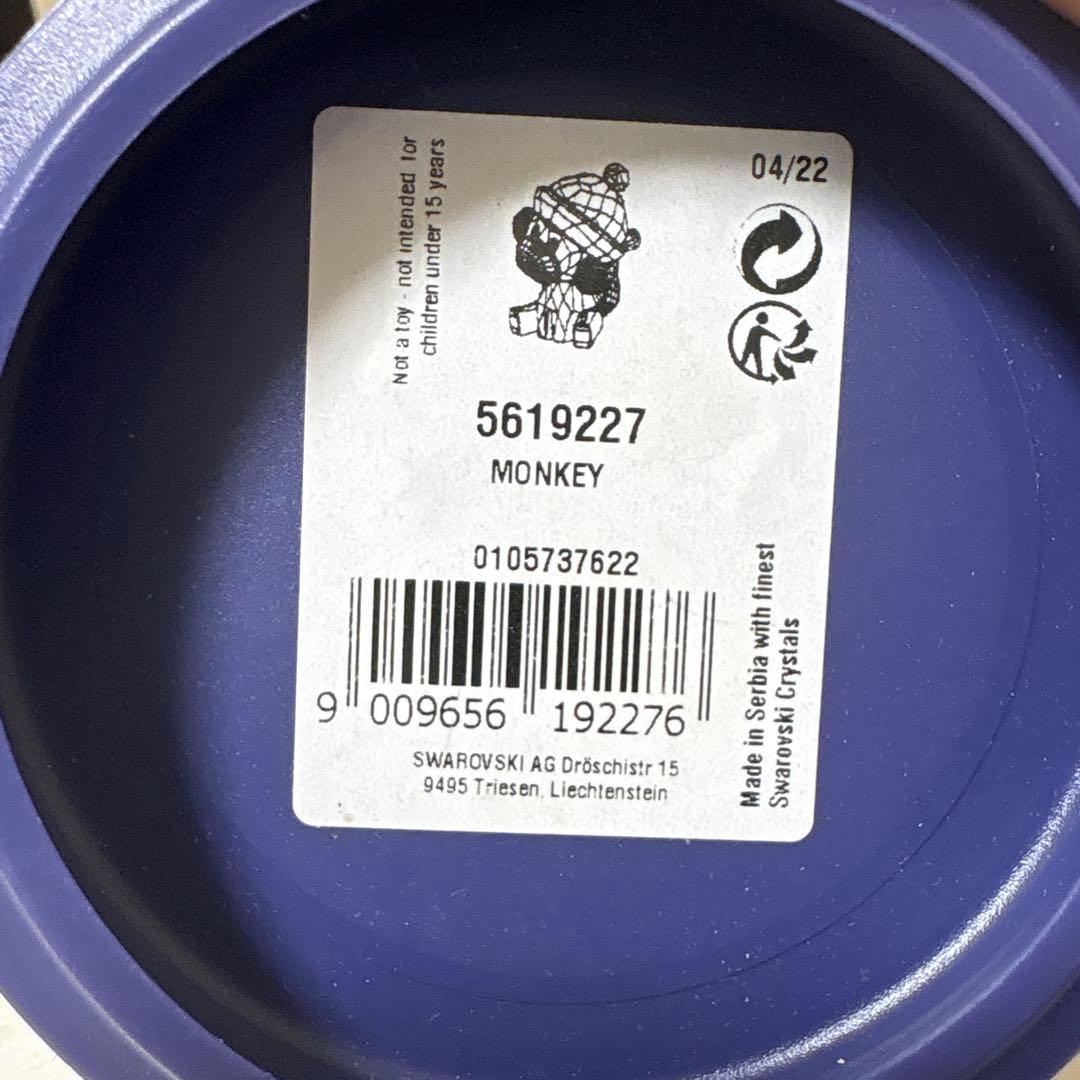 Not a toy - not intended for
children under 15 years
04/22
5619227
MONKEY
0105737622
9 009656 192276
SWAROVSKI AG Dröschistr 15
9495 Triesen, Liechtenstein
Made in Serbia with finest
Swarovski Crystals